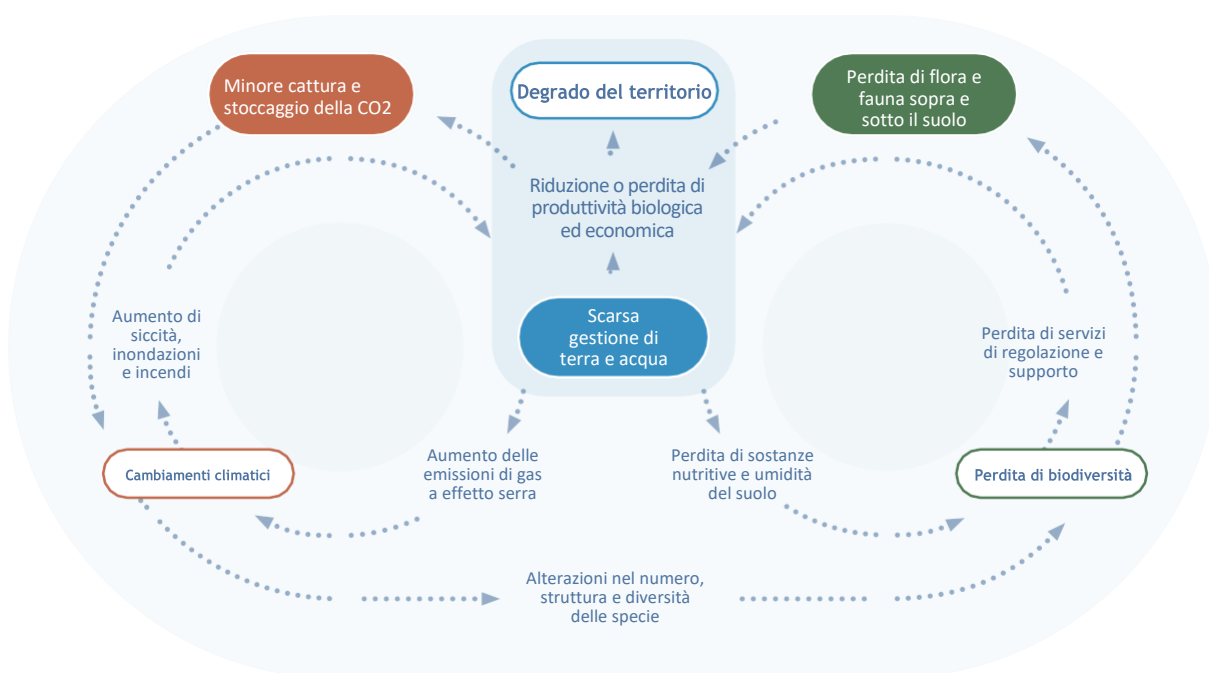 Minore cattura e
stoccaggio della CO2
Degrado del territorio
Perdita di flora e
fauna sopra e
sotto il suolo
Riduzione o perdita di
produttività biologica
ed economica
Scarsa
gestione di
terra e acqua
Aumento di
siccità,
inondazioni
e incendi
Perdita di servizi
di regolazione e
supporto
Cambiamenti climatici
Aumento delle
emissioni di gas
a effetto serra
Perdita di sostanze
nutritive e umidità
del suolo
Perdita di biodiversità
Alterazioni nel numero,
struttura e diversità
delle specie